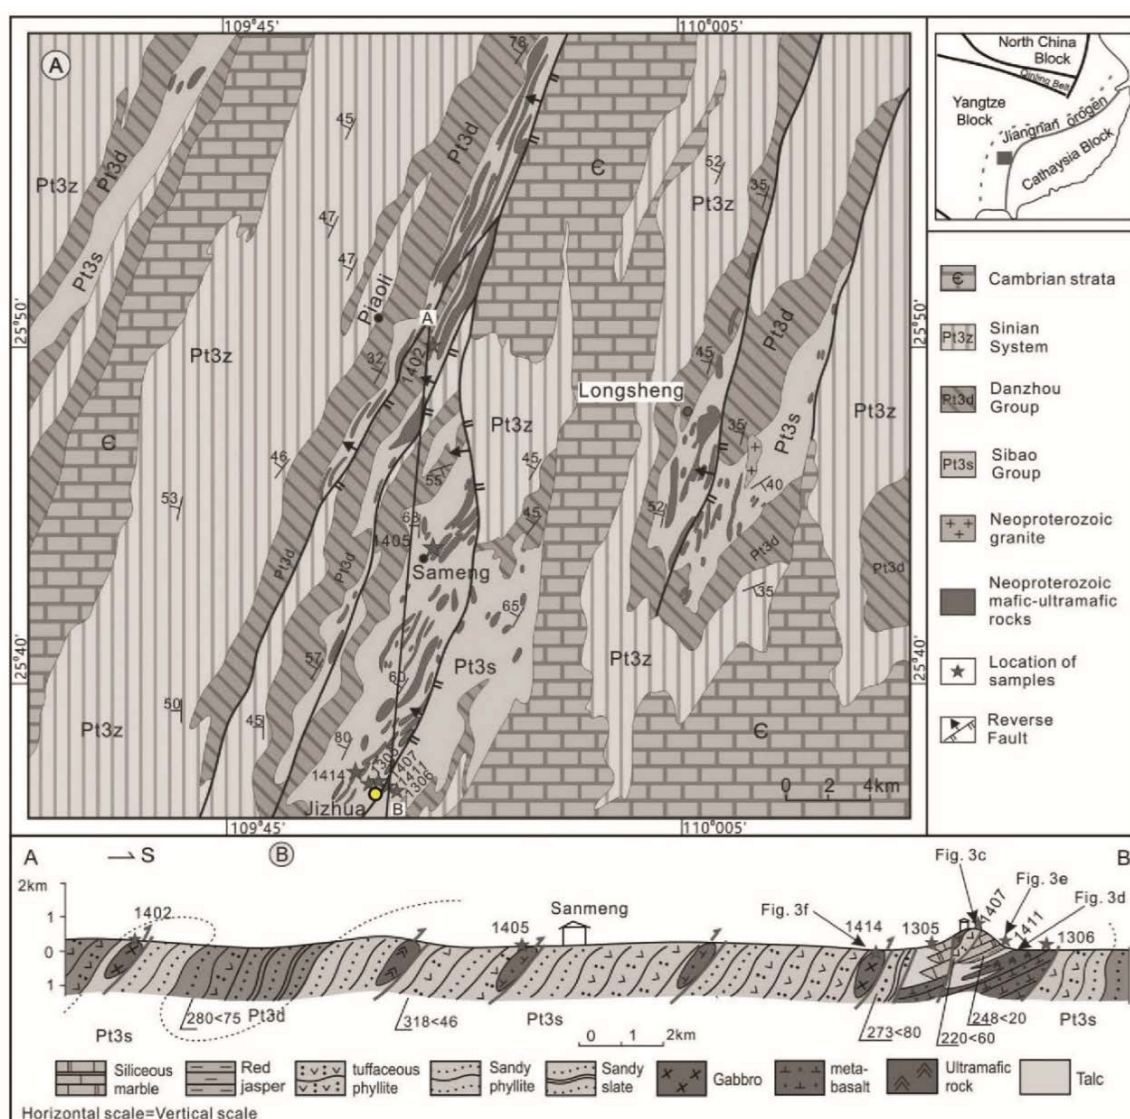 109°45'
110°005'
A
76
Pt3d
Pt3d
45
Pt3z
Є
47
47
52
Pt3z
35
Pt3s
Piaoli
A
25°50'
25°50'
Pt3z
32
1402
45
Pt3d
Longsheng
Є
46
Pt3z
45
55
35
Pt3s
Pt3z
40
53
63
1405
45
52
Sameng
Pt3d
Pt3d
Pt3d
Pt3d
35
65
25°40'
25°40'
57
Pt3s
Pt3z
60
50
Pt3z
45
80
Є
1414
1305
1407
1411
1306
Jizhua
B
0 2 4km
109°45'
110°005'
North China
Block
Qinling Belt
Yangtze
Block
Jiangnan orogen
Cathaysia Block
Є
Cambrian strata
Pt3z
Sinian
System
Pt3d
Danzhou
Group
Pt3s
Sibao
Group
Neoproterozoic
granite
Neoproterozoic
mafic-ultramafic
rocks
Location of
samples
Reverse
Fault
A
S
B
B
2km
1
0
1
1402
1405
Sanmeng
Fig. 3f
1414
1305
Fig. 3c
1407
Fig. 3e
1411
Fig. 3d
1306
Pt3s
280<75
Pt3d
318<46
Pt3s
0 1 2km
273<80
220<60
248<20
Pt3s
Siliceous
marble
Red
jasper
tuffaceous
phyllite
Sandy
phyllite
Sandy
slate
Gabbro
meta-
basalt
Ultramafic
rock
Talc
Horizontal scale=Vertical scale